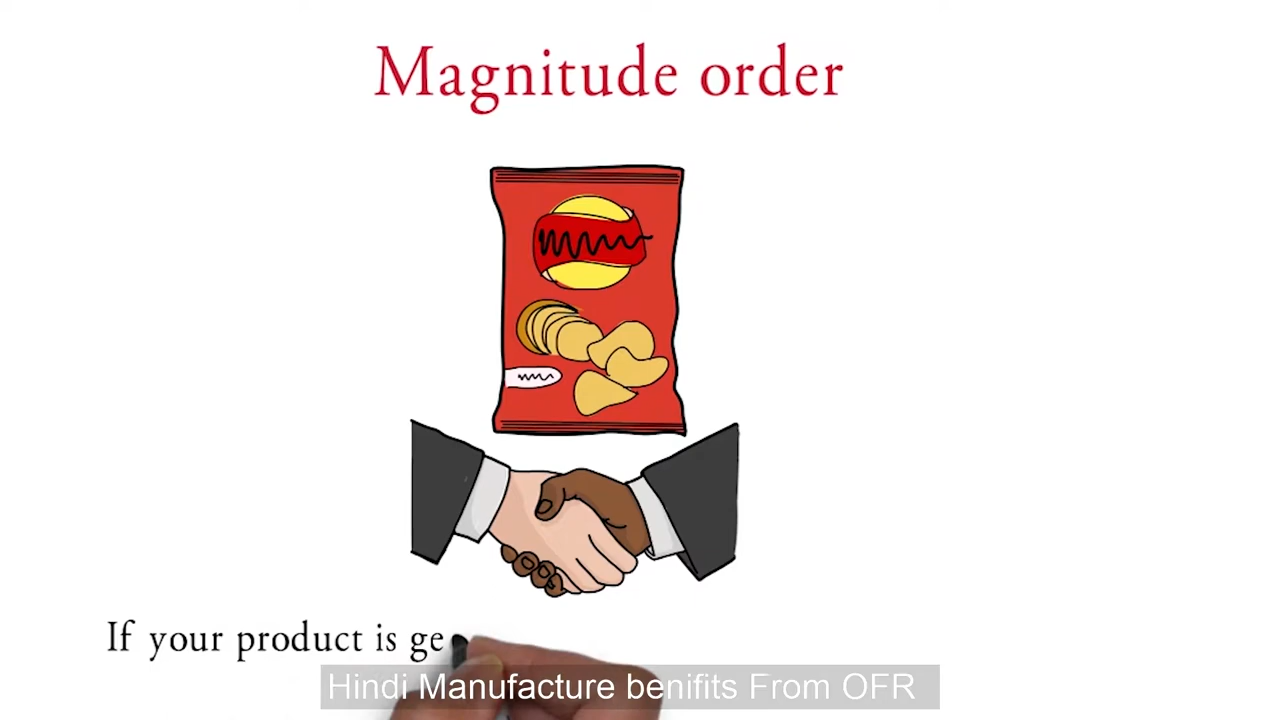 Magnitude order
If your product is ge
Hindi Manufacture benifits From OFR